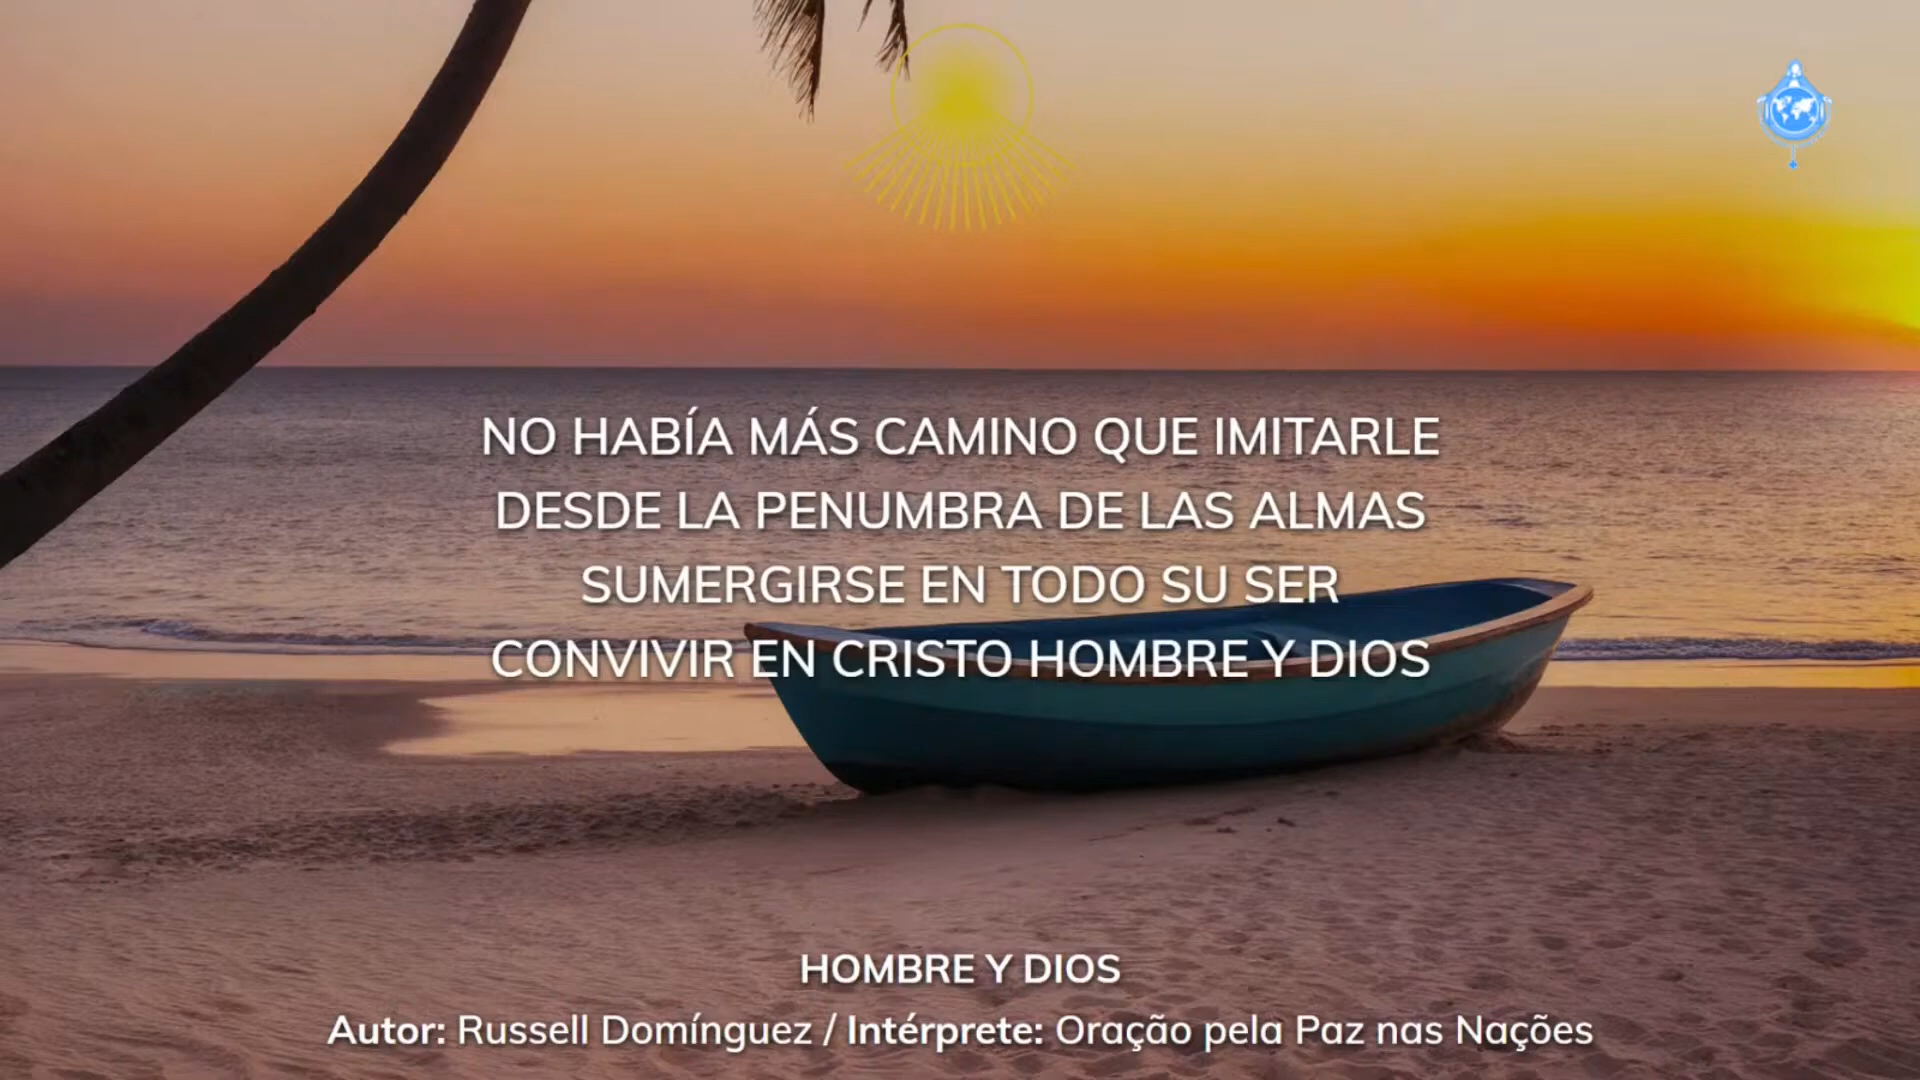 NO HABÍA MÁS CAMINO QUE IMITARLE
DESDE LA PENUMBRA DE LAS ALMAS
SUMERGIRSE EN TODO SU SER
CONVIVIR EN CRISTO HOMBRE Y DIOS
HOMBRE Y DIOS
Autor: Russell Domínguez / Intérprete: Oração pela Paz nas Nações